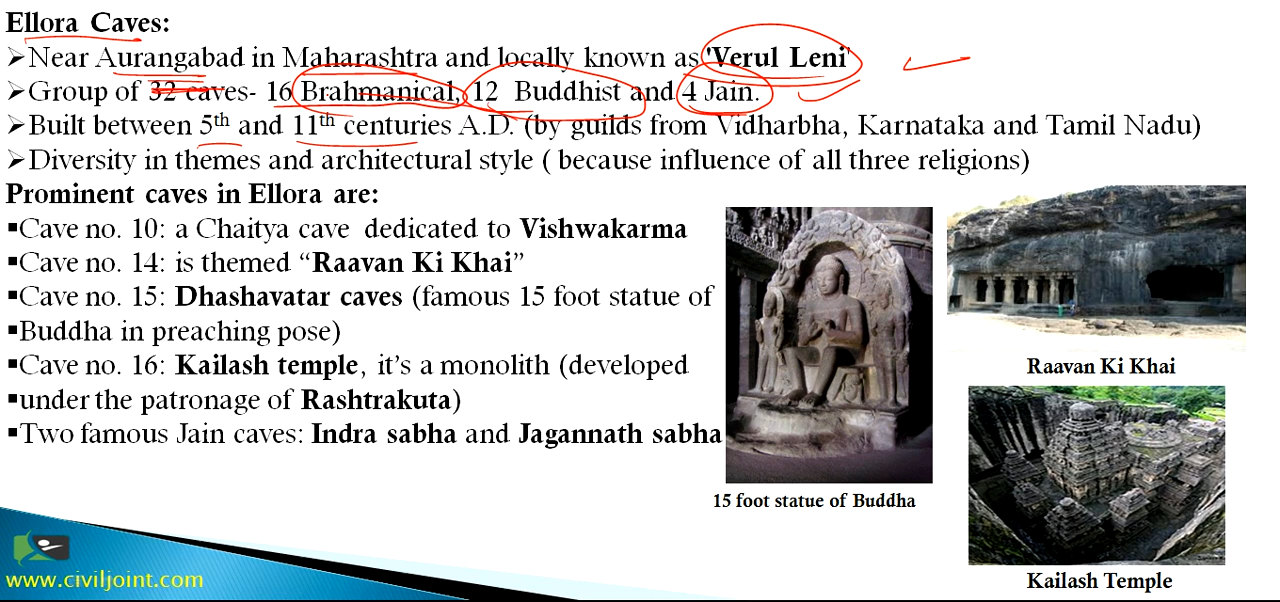 Ellora Caves:
➢Near Aurangabad in Maharashtra and locally known as 'Verul Leni'
➢Group of 32 caves- 16 Brahmanical, 12 Buddhist and 4 Jain.
➢Built between 5th and 11th centuries A.D. (by guilds from Vidharbha, Karnataka and Tamil Nadu)
➢Diversity in themes and architectural style ( because influence of all three religions)
Prominent caves in Ellora are:
▪Cave no. 10: a Chaitya cave dedicated to Vishwakarma
▪Cave no. 14: is themed “Raavan Ki Khai”
▪Cave no. 15: Dhashavatar caves (famous 15 foot statue of
▪Buddha in preaching pose)
▪Cave no. 16: Kailash temple, it's a monolith (developed
▪under the patronage of Rashtrakuta)
▪Two famous Jain caves: Indra sabha and Jagannath sabha
15 foot statue of Buddha
Raavan Ki Khai
Kailash Temple
www.civiljoint.com